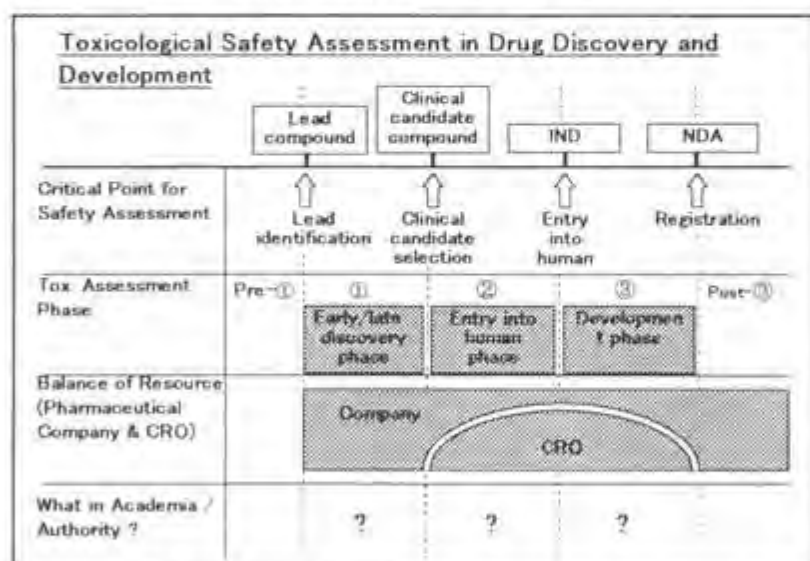 Toxicological Safety Assessment in Drug Discovery and
Development
Lead
compound
Clinical
candidate
compound
IND
NDA
Critical Point for
Safety Assessment
Lead
identification
Clinical
candidate
selection
Entry
into
human
Registration
Tox. Assessment
Phase
Pre-①
①
②
③
Post-③
Early/late
discovery
phase
Entry into
human
phase
Developmen
t phase
Balance of Resource
(Pharmaceutical
Company & CRO)
Company
CRO
What in Academia /
Authority ?
?
?
?